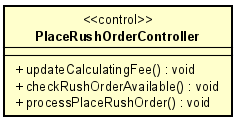 <<control>>
PlaceRushOrderController
+ updateCalculatingFee() : void
+ checkRushOrderAvailable() : void
+ processPlaceRushOrder() : void